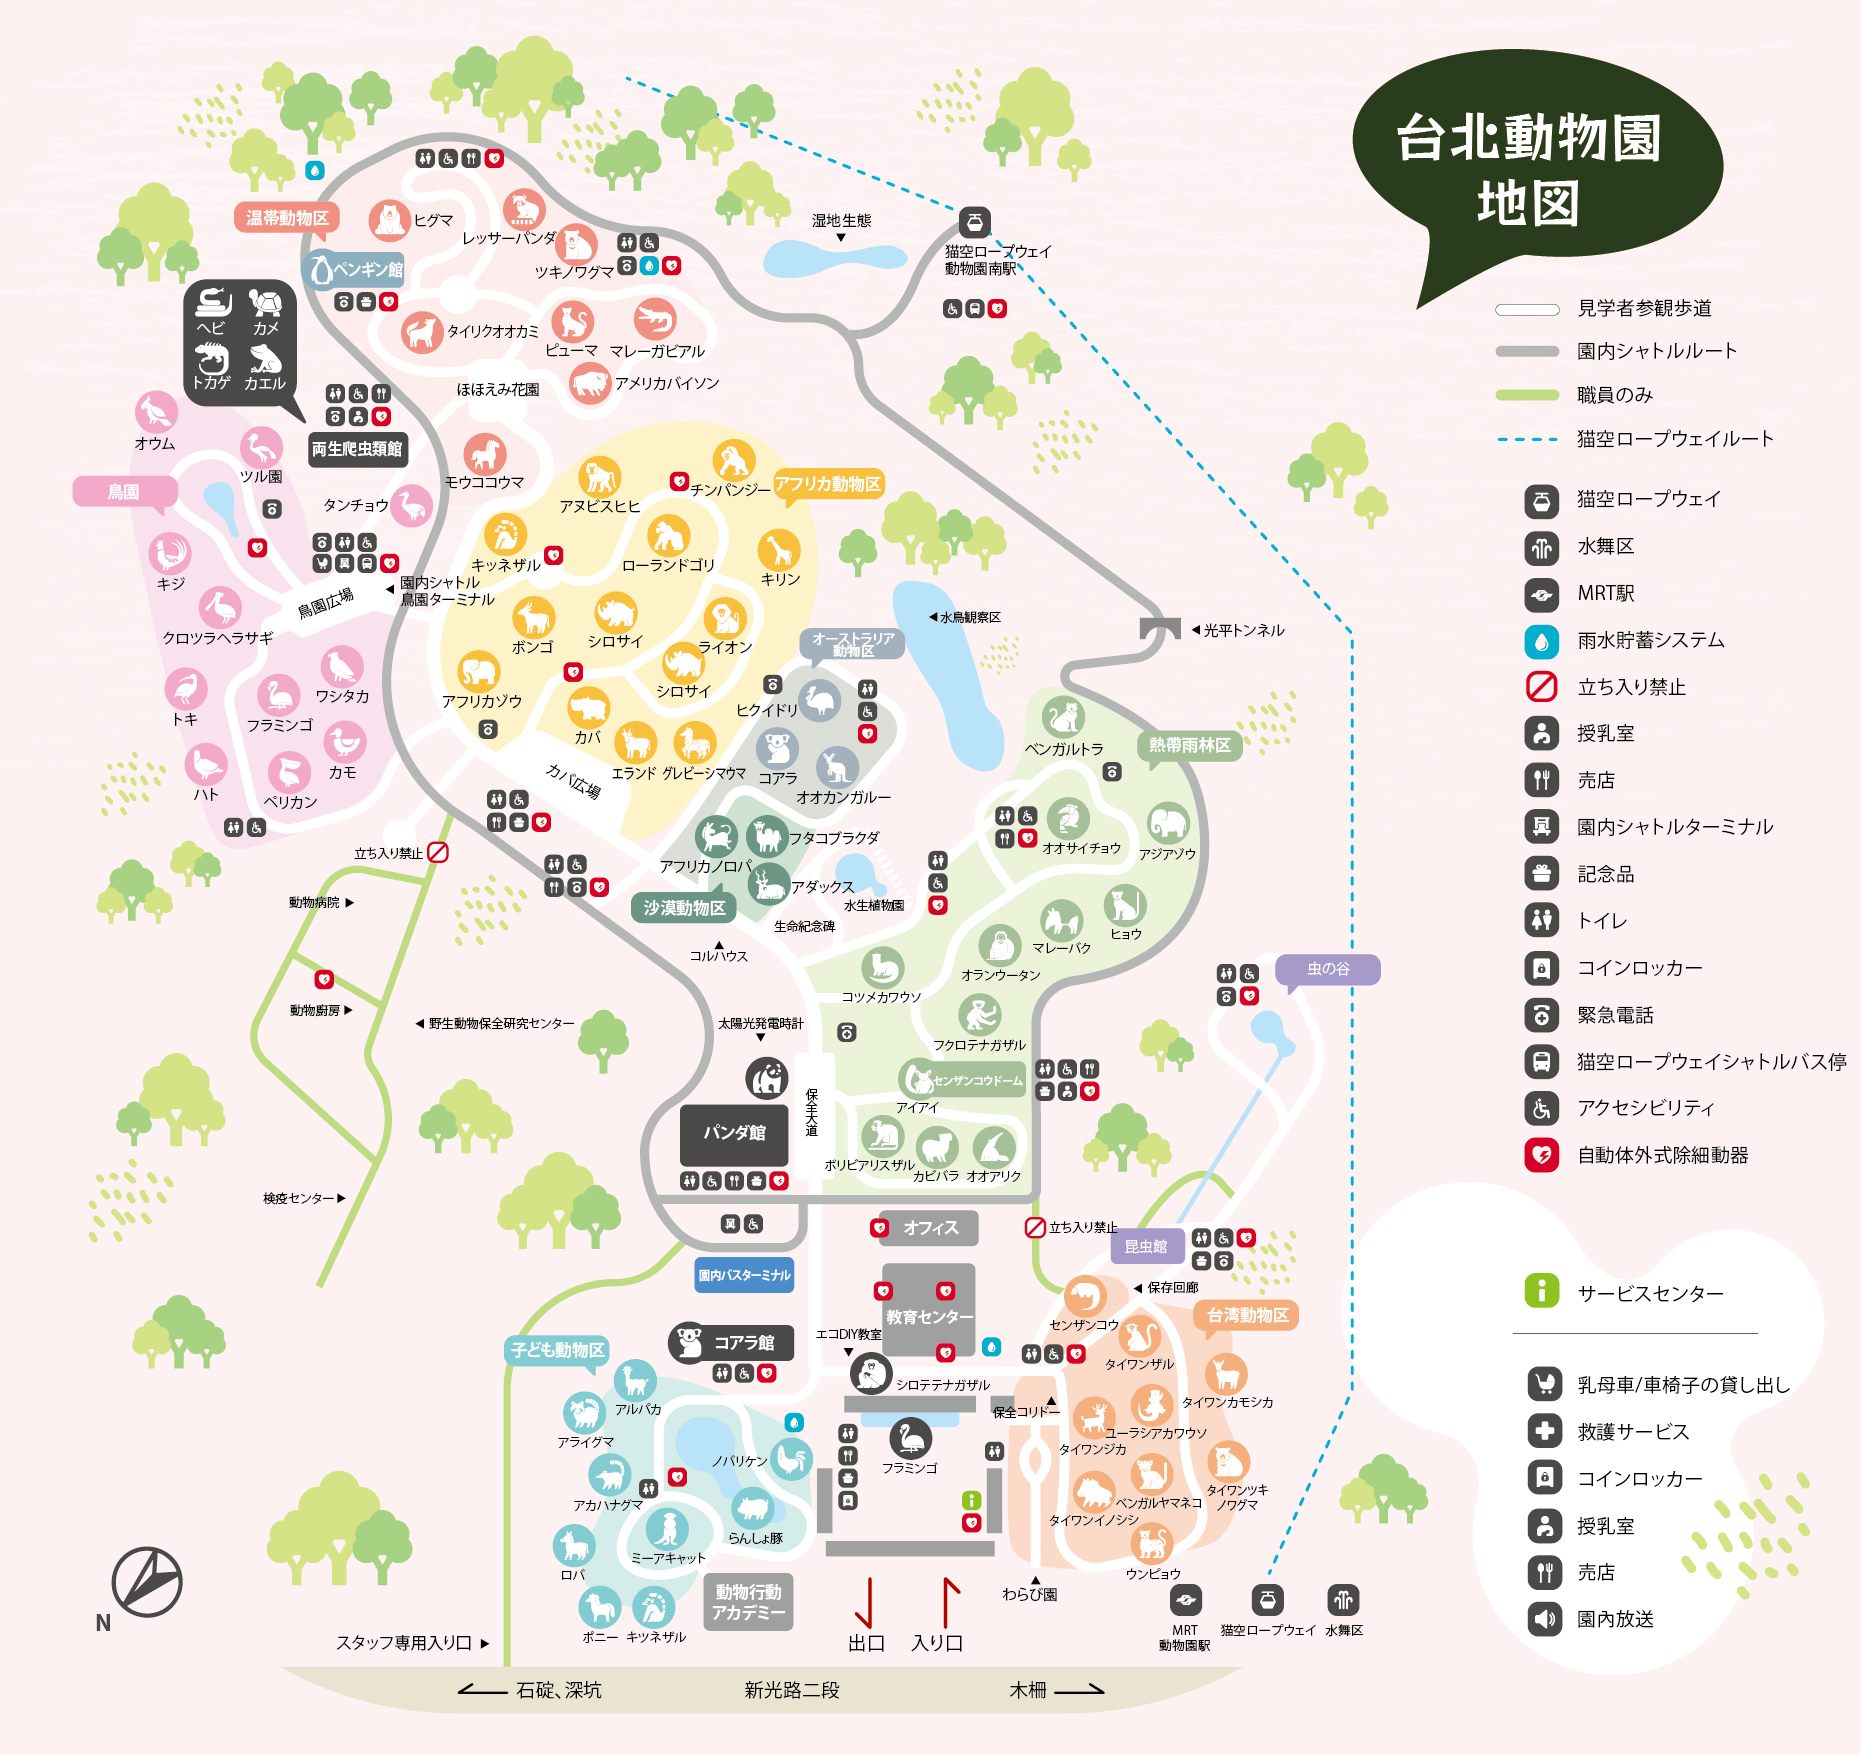 台北動物園
地図
見学者参観歩道
園内シャトルルート
職員のみ
猫空ロープウェイルート
猫空ロープウェイ
水舞区
MRT駅
雨水貯蓄システム
立ち入り禁止
授乳室
売店
園内シャトルターミナル
記念品
トイレ
コインロッカー
緊急電話
猫空ロープウェイシャトルバス停
アクセシビリティ
自動体外式除細動器
サービスセンター
乳母車/車椅子の貸し出し
救護サービス
コインロッカー
授乳室
売店
園內放送
温帯動物区
ヒグマ
レッサーパンダ
ツキノワグマ
ペンギン館
タイリクオオカミ
ピューマ
マレーガビアル
アメリカバイソン
ほほえみ花園
モウココウマ
湿地生態
猫空ロープウェイ
動物園南駅
ヘビ
カメ
トカゲ
カエル
両生爬虫類館
オウム
ツル園
鳥園
タンチョウ
キジ
園内シャトル
鳥園ターミナル
鳥園広場
クロツラヘラサギ
ワシタカ
トキ
フラミンゴ
カモ
ハト
ペリカン
アフリカ動物区
チンパンジー
アヌビスヒヒ
キッネザル
ローランドゴリ
キリン
ボンゴ
シロサイ
ライオン
アフリカゾウ
シロサイ
カバ
エランド
グレビーシマウマ
カバ広場
オーストラリア
動物区
ヒクイドリ
コアラ
オオカンガルー
水鳥観察区
光平トンネル
アフリカノロバ
フタコブラクダ
アダックス
沙漠動物区
水生植物園
生命紀念碑
コルハウス
熱帶雨林区
ベンガルトラ
オオサイチョウ
アジアゾウ
ヒョウ
マレーバク
オランウータン
コツメカワウソ
フクロテナガザル
センザンコウドーム
アイアイ
ボリビアリスザル
カピバラ
オオアリク
虫の谷
立ち入り禁止
動物病院
動物廚房
野生動物保全研究センター
検疫センター
太陽光発電時計
保全大道
パンダ館
園内バスターミナル
オフィス
教育センター
立ち入り禁止
昆虫館
保存回廊
コアラ館
エコDIY教室
シロテテナガザル
フラミンゴ
保全コリドー
子ども動物区
アルパカ
アライグマ
アカハナグマ
ノバリケン
らんしょ豚
ミーアキャット
ロバ
ポニー
キツネザル
動物行動
アカデミー
台湾動物区
センザンコウ
タイワンザル
タイワンカモシカ
ユーラシアカワウソ
タイワンジカ
ベンガルヤマネコ
タイワンツキ
ノワグマ
タイワンイノシシ
ウンピョウ
わらび園
出口
入り口
MRT
動物園駅
猫空ロープウェイ
水舞区
スタッフ専用入り口
N
石碇、深坑
新光路二段
木柵